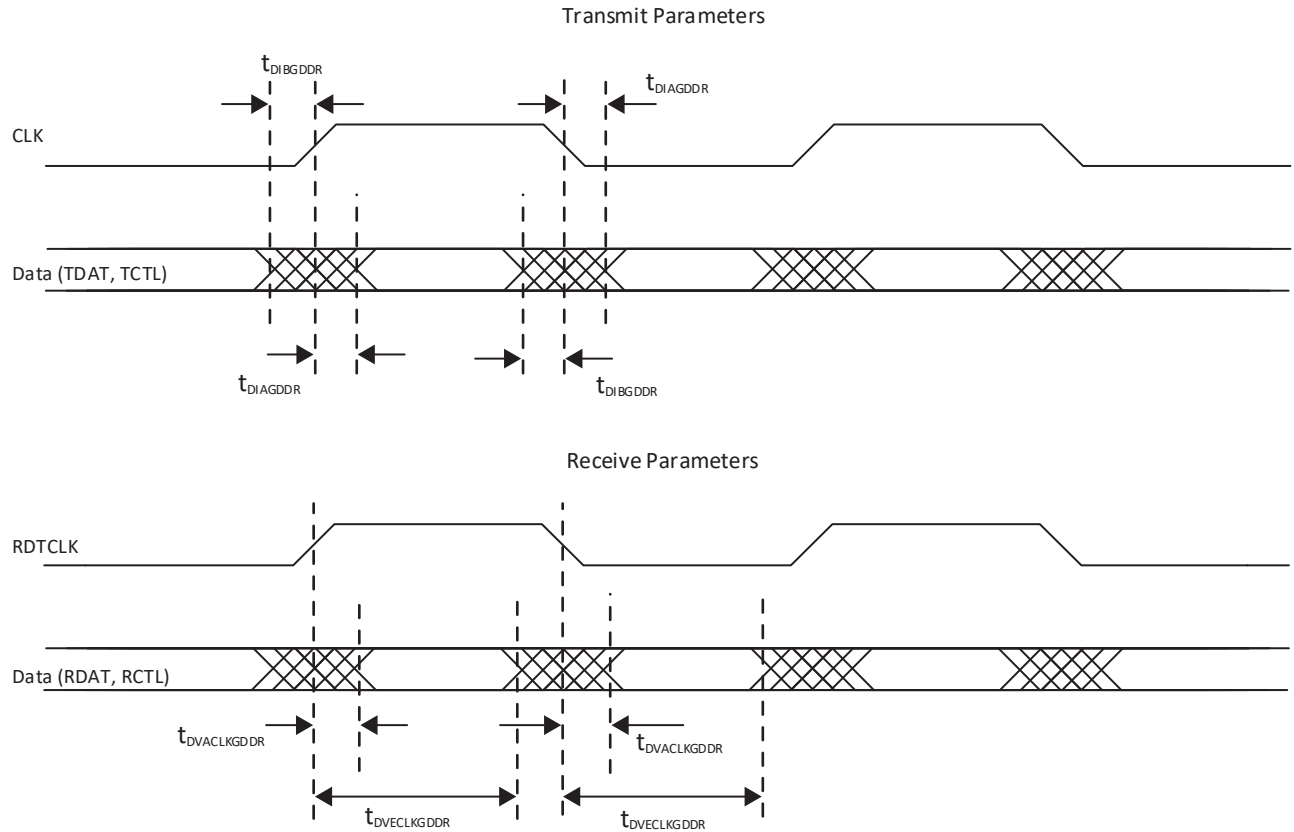 Transmit Parameters
tDIBGDDR
tDIAGDDR
CLK
Data (TDAT, TCTL)
tDIAGDDR
tDIBGDDR
Receive Parameters
RDTCLK
Data (RDAT, RCTL)
tDVACLKGDDR
tDVACLKGDDR
tDVECLKGDDR
tDVECLKGDDR